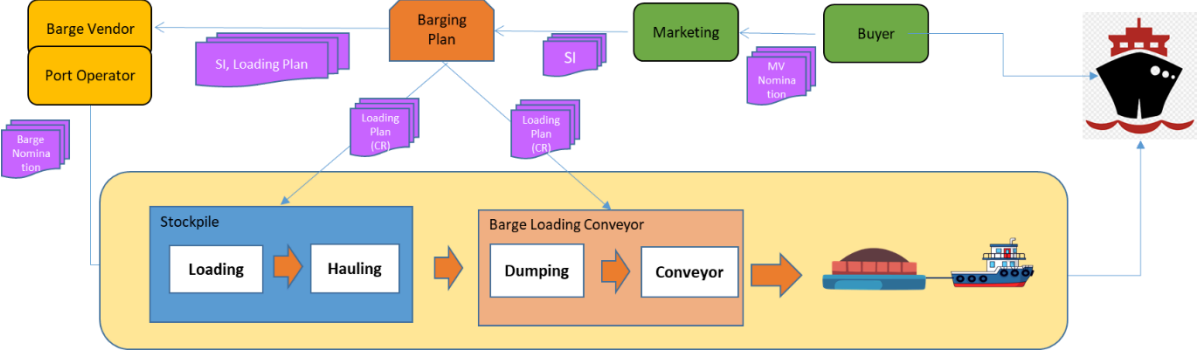 Barge Vendor
Port Operator
Barging
Plan
Marketing
Buyer
SI, Loading Plan
SI
MV
Nomina
tion
Barge
Nomina
tion
Loading
Plan
(CR)
Loading
Plan
(CR)
Stockpile
Loading
Hauling
Barge Loading Conveyor
Dumping
Conveyor